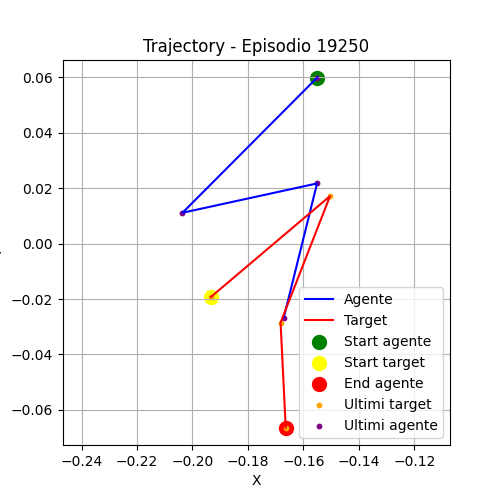 Trajectory - Episodio 19250
0.06
0.04
0.02
0.00
−0.02
−0.04
−0.06
−0.24
−0.22
−0.20
−0.18
−0.16
−0.14
−0.12
X
Agente
Target
Start agente
Start target
End agente
Ultimi target
Ultimi agente